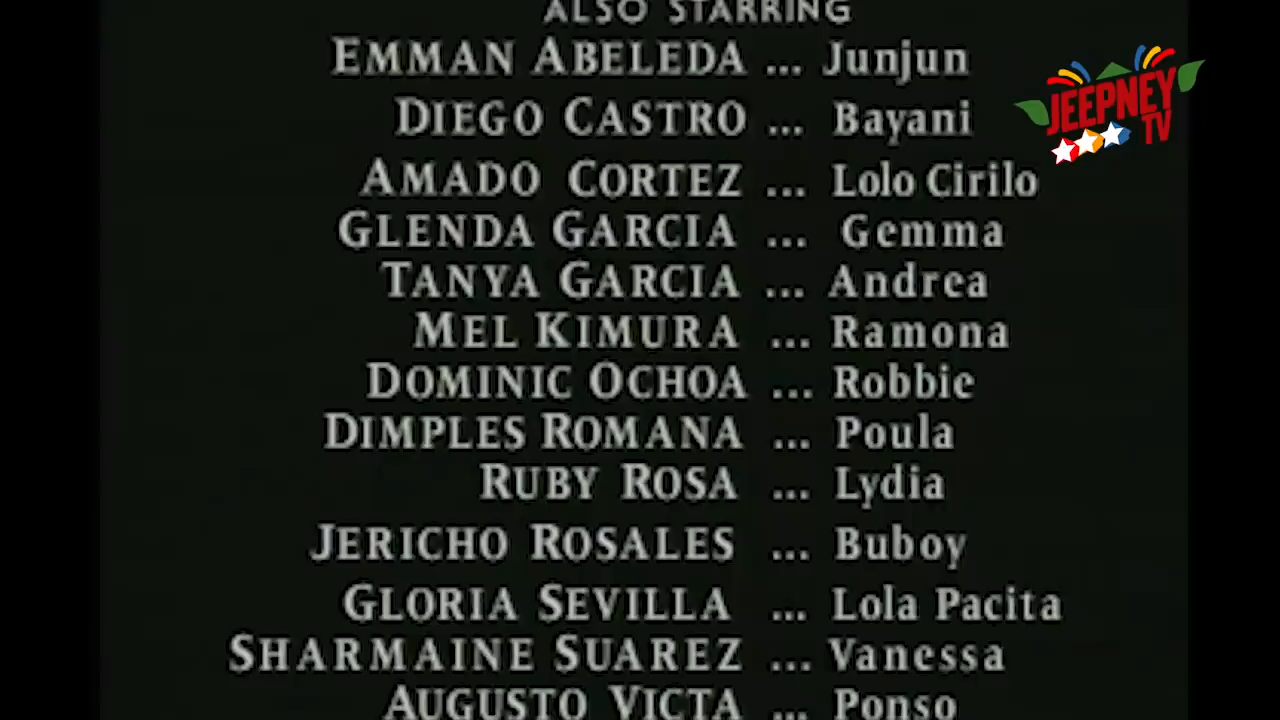 ALSO STARRING
EMMAN ABELEDA ... Junjun
DIEGO CASTRO ... Bayani
AMADO CORTEZ ... Lolo Cirilo
GLENDA GARCIA ... Gemma
TANYA GARCIA ... Andrea
MEL KIMURA ... Ramona
DOMINIC OCHOA ... Robbie
DIMPLES ROMANA ... Poula
RUBY ROSA ... Lydia
JERICHO ROSALES ... Buboy
GLORIA SEVILLA ... Lola Pacita
SHARMAINE SUAREZ ... Vanessa
AUGUSTO VICTA ... Ponso
JEEPNEY
TV